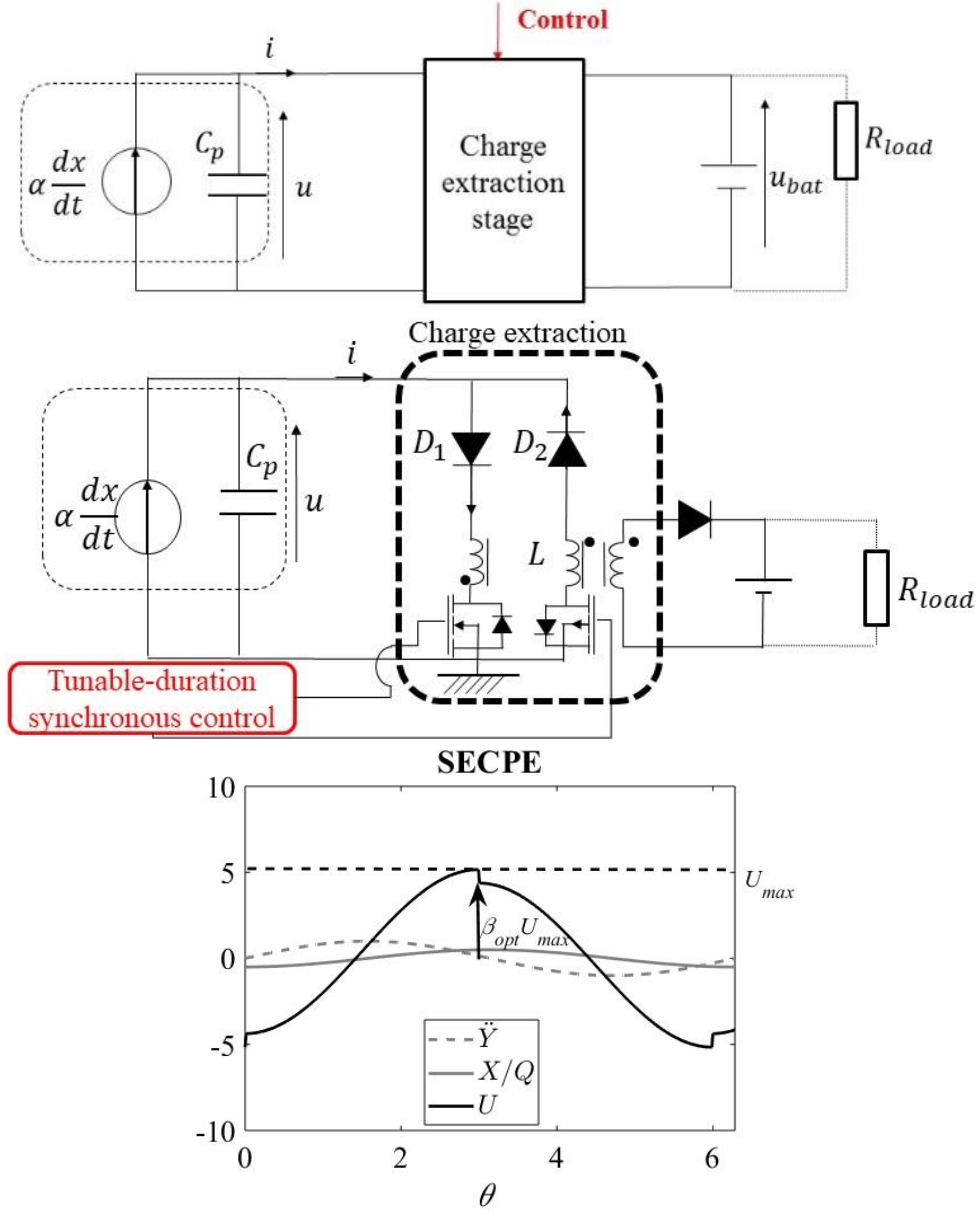 Control
i
α dx/dt
C_p
u
Charge
extraction
stage
u_bat
R_load
Charge extraction
i
α dx/dt
C_p
u
D_1
D_2
L
R_load
Tunable-duration
synchronous control
SECPE
10
5
0
-5
-10
U_max
β_opt U_max
Ÿ
X/Q
U
0
2
4
6
θ